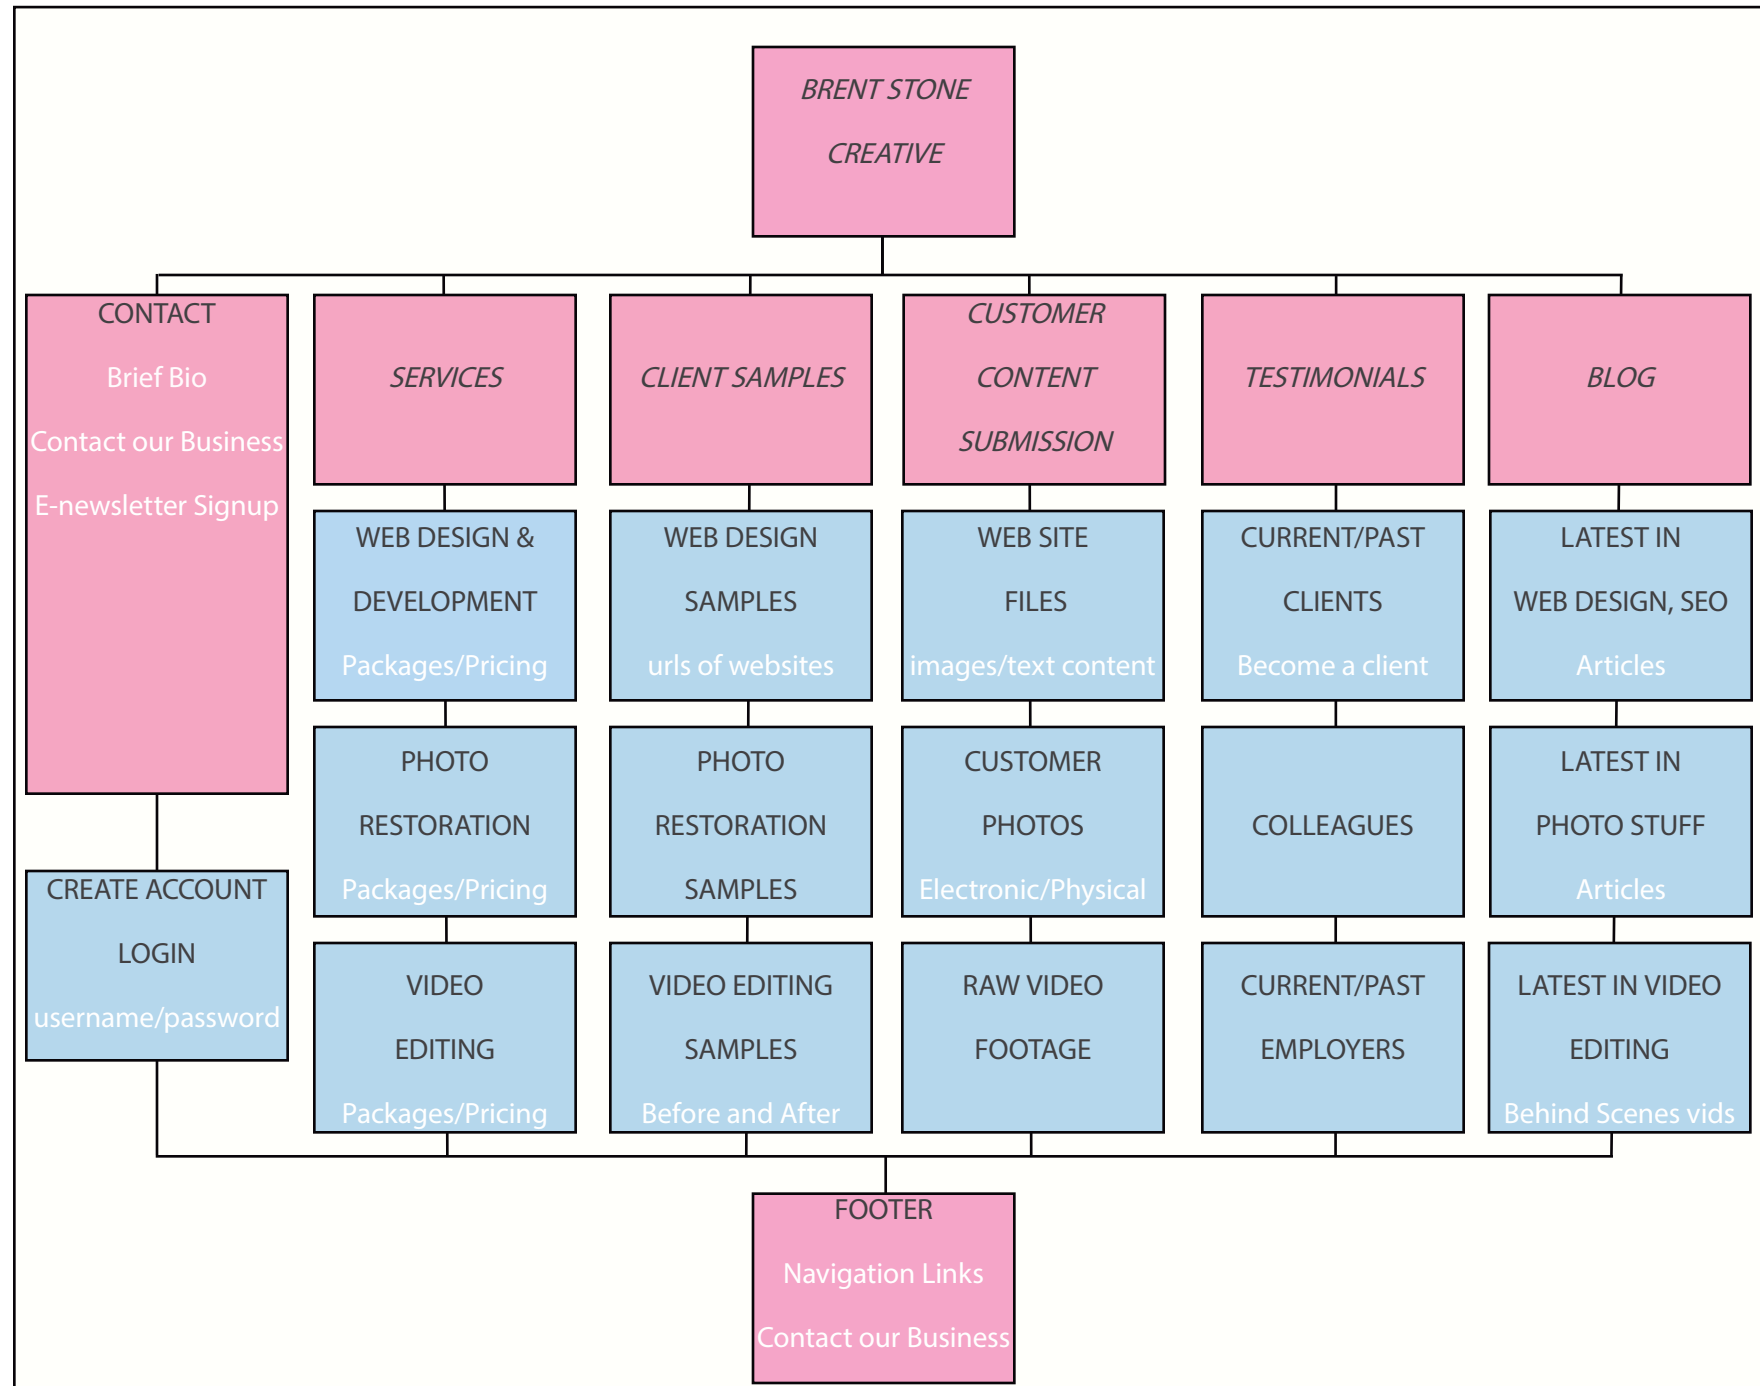 BRENT STONE
CREATIVE
CONTACT
Brief Bio
Contact our Business
E-newsletter Signup
SERVICES
CLIENT SAMPLES
CUSTOMER
CONTENT
SUBMISSION
TESTIMONIALS
BLOG
CREATE ACCOUNT
LOGIN
username/password
WEB DESIGN &
DEVELOPMENT
Packages/Pricing
PHOTO
RESTORATION
Packages/Pricing
VIDEO
EDITING
Packages/Pricing
WEB DESIGN
SAMPLES
urls of websites
PHOTO
RESTORATION
SAMPLES
VIDEO EDITING
SAMPLES
Before and After
WEB SITE
FILES
images/text content
CUSTOMER
PHOTOS
Electronic/Physical
RAW VIDEO
FOOTAGE
CURRENT/PAST
CLIENTS
Become a client
COLLEAGUES
CURRENT/PAST
EMPLOYERS
LATEST IN
WEB DESIGN, SEO
Articles
LATEST IN
PHOTO STUFF
Articles
LATEST IN VIDEO
EDITING
Behind Scenes vids
FOOTER
Navigation Links
Contact our Business